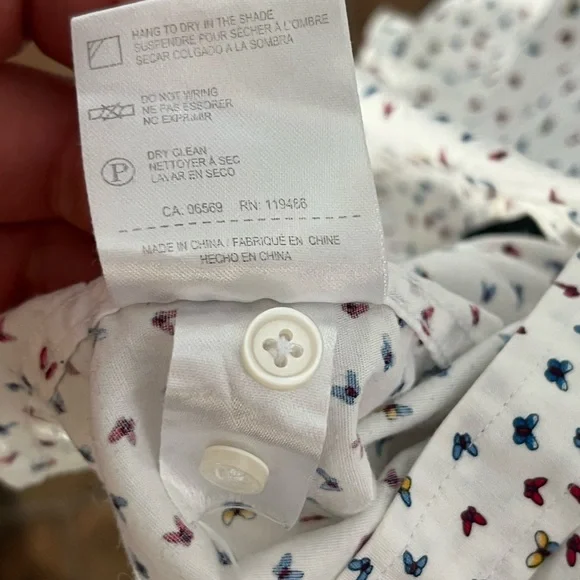 HANG TO DRY IN THE SHADE
SUSPENDRE POUR SÉCHER À L'OMBRE
SECAR COLGADO A LA SOMBRA
DO NOT WRING
NE PAS ESSORER
NO EXPRIMIR
P
DRY CLEAN
NETTOYER À SEC
LAVAR EN SECO
CA. 06569 RN: 119486
MADE IN CHINA / FABRIQUÉ EN CHINE
HECHO EN CHINA